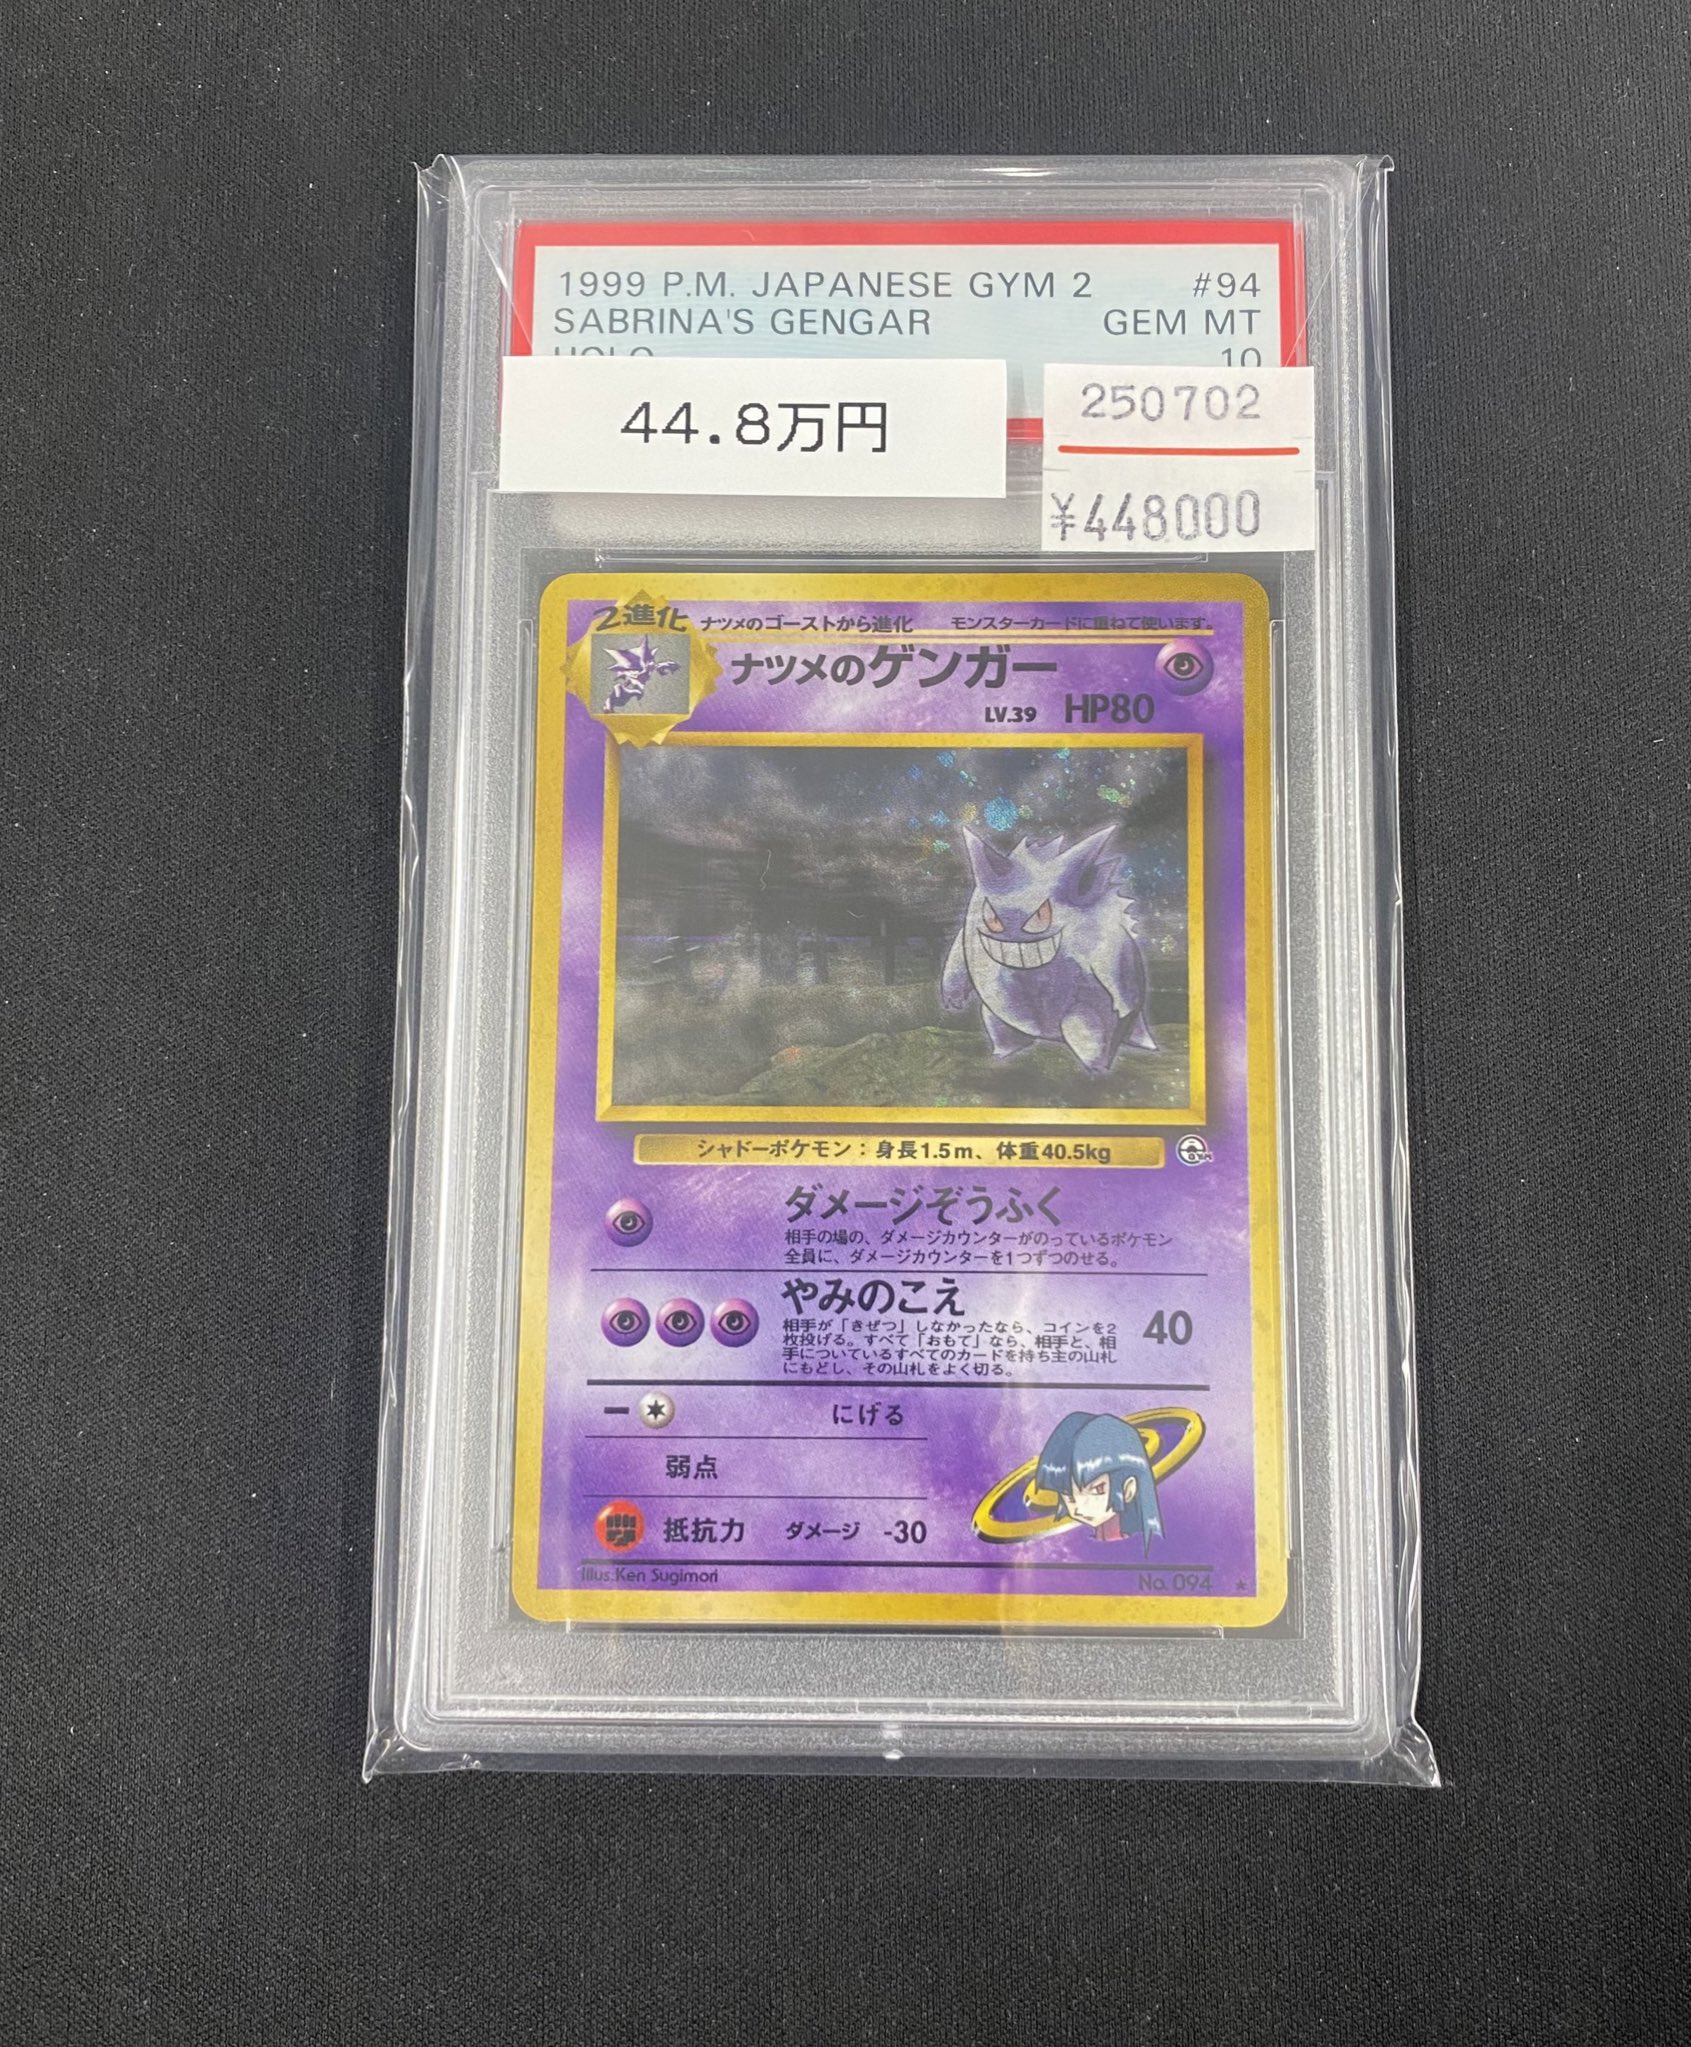 1999 P.M. JAPANESE GYM 2 #94
SABRINA'S GENGAR GEM MT
HOLO 10
44.8万円
250702
¥448000
2進化
ナツメのゴーストから進化 モンスターカードに重ねて使います。
ナツメのゲンガー
LV.39 HP80
シャドーポケモン：身長1.5m、体重40.5kg
ダメージぞうふく
相手の場の、ダメージカウンターがのっているポケモン
全員に、ダメージカウンターを1つずつのせる。
やみのこえ
相手が「きぜつ」しなかったなら、コインを2
枚投げる。すべて「おもて」なら、相手と、相
手についているすべてのカードを持ち主の山札
にもどし、その山札をよく切る。
40
にげる
弱点
抵抗力 ダメージ -30
Illus.Ken Sugimori
No.094